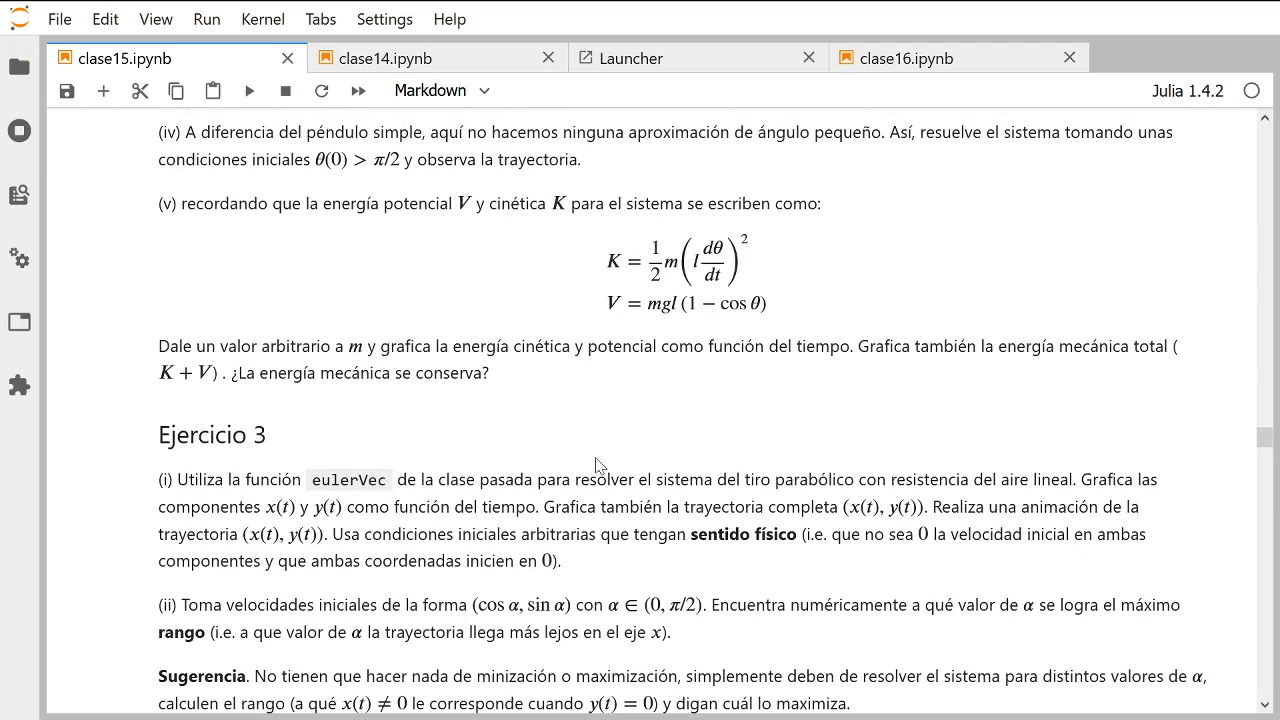 File Edit View Run Kernel Tabs Settings Help
clase15.ipynb clase14.ipynb Launcher clase16.ipynb
Markdown Julia 1.4.2
(iv) A diferencia del péndulo simple, aquí no hacemos ninguna aproximación de ángulo pequeño. Así, resuelve el sistema tomando unas
condiciones iniciales θ(0) > π/2 y observa la trayectoria.
(v) recordando que la energía potencial V y cinética K para el sistema se escriben como:
K = 1/2 m(l dθ/dt)^2
V = mgl (1 − cos θ)
Dale un valor arbitrario a m y grafica la energía cinética y potencial como función del tiempo. Grafica también la energía mecánica total (
K + V) . ¿La energía mecánica se conserva?
Ejercicio 3
(i) Utiliza la función eulerVec de la clase pasada para resolver el sistema del tiro parabólico con resistencia del aire lineal. Grafica las
componentes x(t) y y(t) como función del tiempo. Grafica también la trayectoria completa (x(t), y(t)). Realiza una animación de la
trayectoria (x(t), y(t)). Usa condiciones iniciales arbitrarias que tengan sentido físico (i.e. que no sea 0 la velocidad inicial en ambas
componentes y que ambas coordenadas inicien en 0).
(ii) Toma velocidades iniciales de la forma (cos α, sin α) con α ∈ (0, π/2). Encuentra numéricamente a qué valor de α se logra el máximo
rango (i.e. a que valor de α la trayectoria llega más lejos en el eje x).
Sugerencia. No tienen que hacer nada de minización o maximización, simplemente deben de resolver el sistema para distintos valores de α,
calculen el rango (a qué x(t) ≠ 0 le corresponde cuando y(t) = 0) y digan cuál lo maximiza.